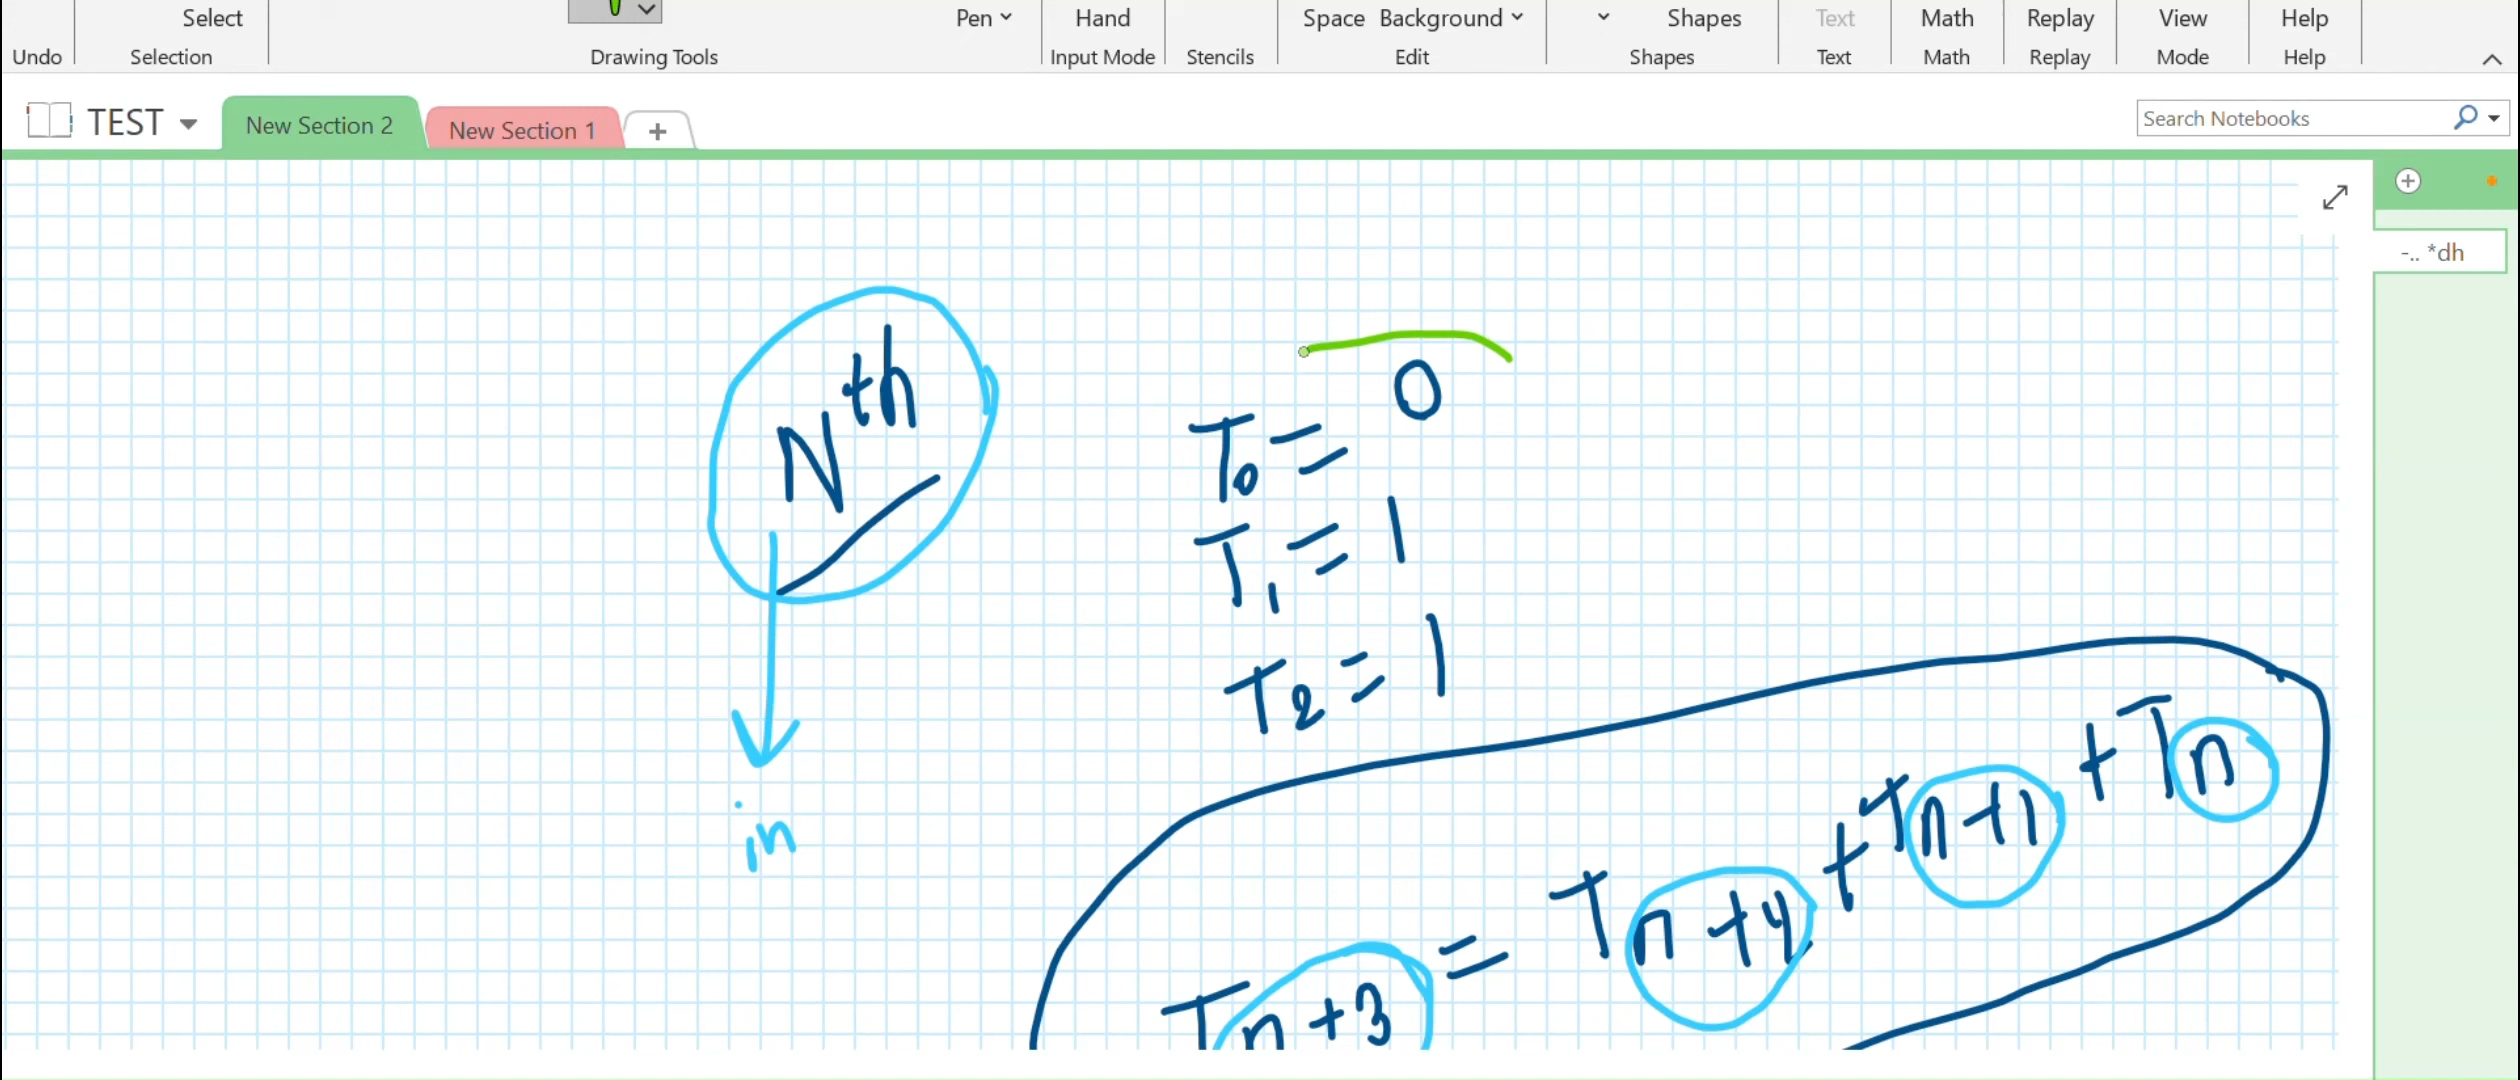 Select Pen Hand Space Background Shapes Text Math Replay View Help
Undo Selection Drawing Tools Input Mode Stencils Edit Shapes Text Math Replay Mode Help
TEST New Section 2 New Section 1 + Search Notebooks
-.. *dh
Nth
in
T0 = 0
T1 = 1
T2 = 1
Tn+3 = Tn+4 + Tn+1 + Tn